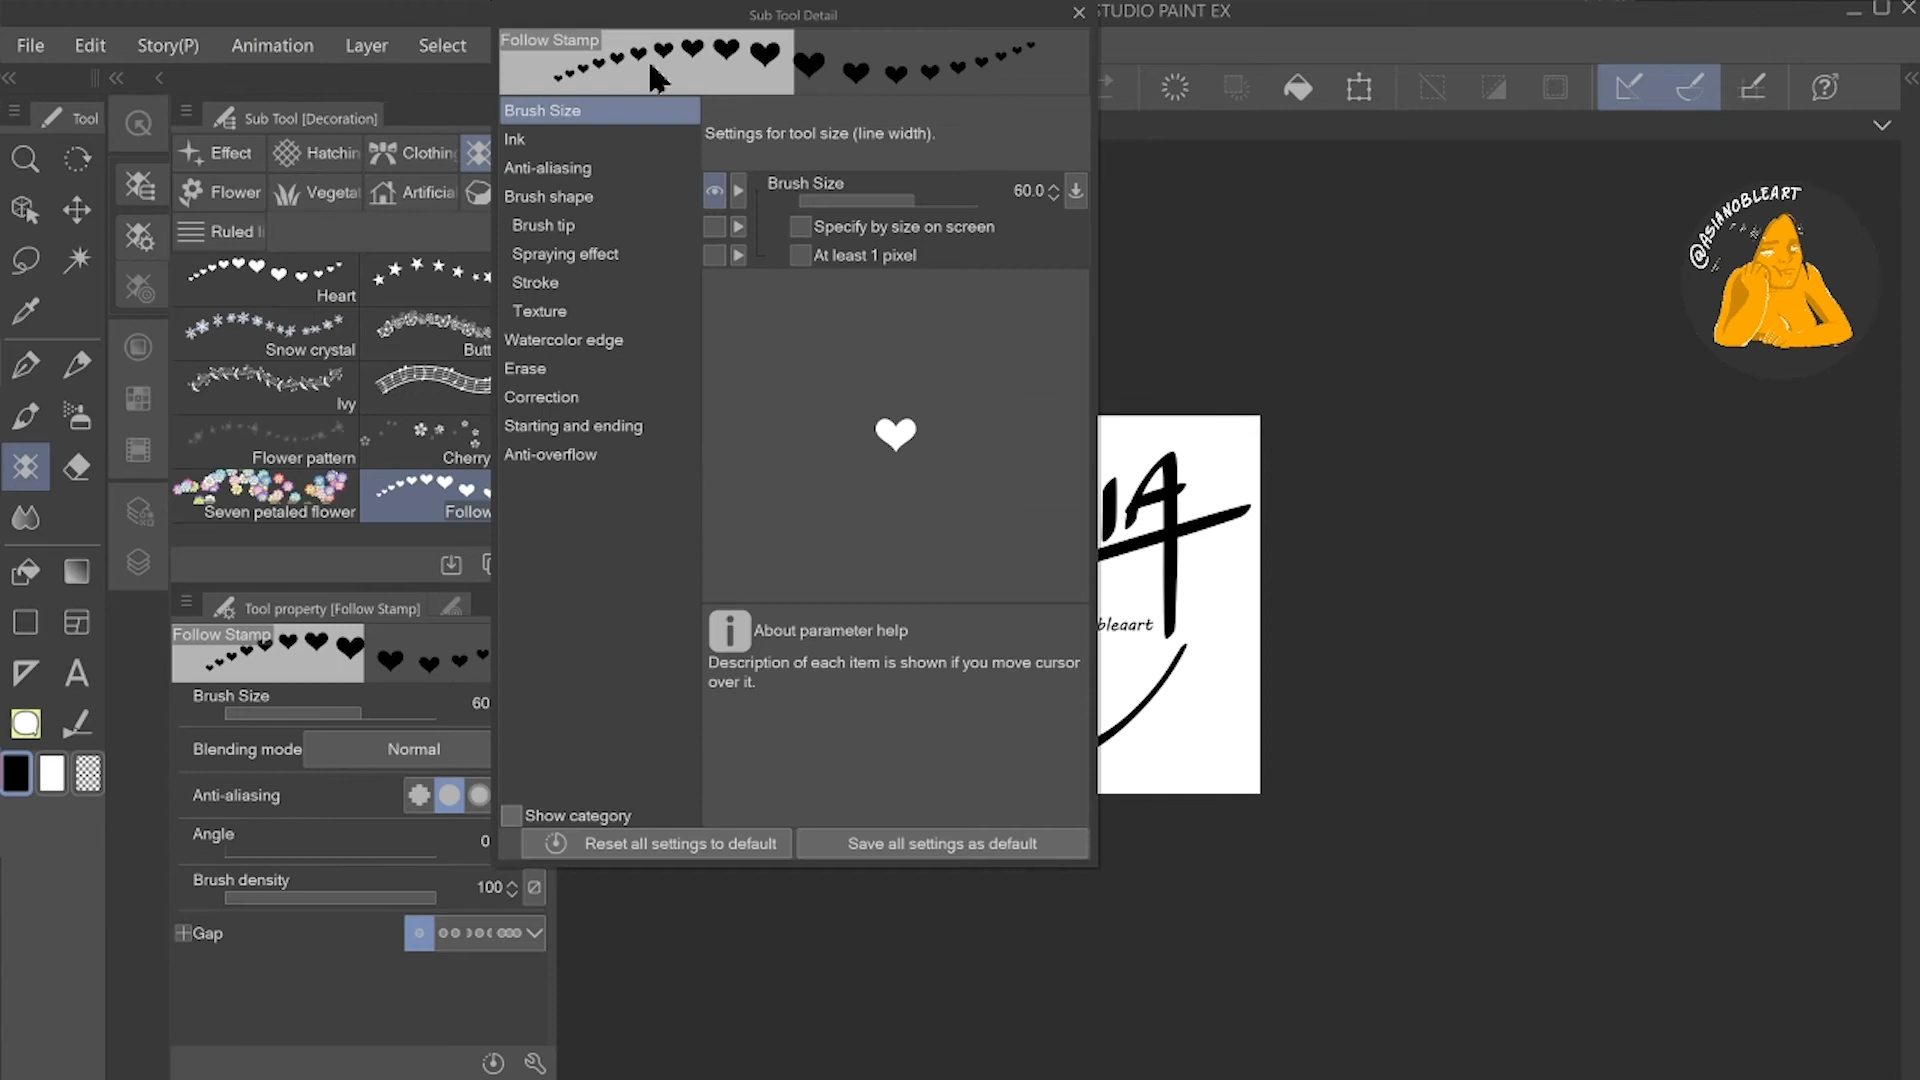 Sub Tool Detail
STUDIO PAINT EX
File Edit Story(P) Animation Layer Select
Follow Stamp
Tool
Sub Tool [Decoration]
Effect Hatchin Clothin
Flower Vegeta Artificia
Ruled li
Heart
Snow crystal
Butt
Ivy
Flower pattern
Cherry
Seven petaled flower
Follow
Brush Size
Ink
Anti-aliasing
Brush shape
Brush tip
Spraying effect
Stroke
Texture
Watercolor edge
Erase
Correction
Starting and ending
Anti-overflow
Settings for tool size (line width).
Brush Size 60.0
Specify by size on screen
At least 1 pixel
About parameter help
Description of each item is shown if you move cursor
over it.
Show category
Reset all settings to default
Save all settings as default
Tool property [Follow Stamp]
Follow Stamp
Brush Size 60
Blending mode Normal
Anti-aliasing
Angle 0
Brush density 100
Gap
@ASIANOBLEART
IA
bleaart